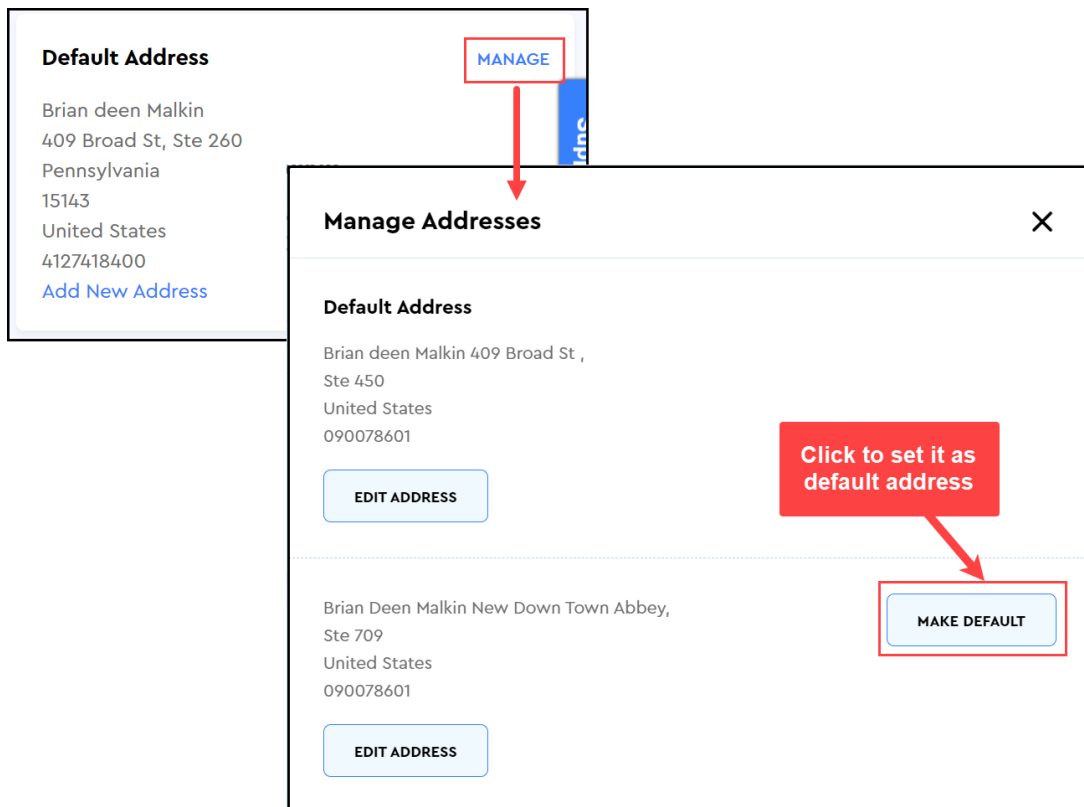 Default Address
MANAGE
Brian deen Malkin
409 Broad St, Ste 260
Pennsylvania
15143
United States
4127418400
Add New Address
Manage Addresses
Default Address
Brian deen Malkin 409 Broad St ,
Ste 450
United States
090078601
EDIT ADDRESS
Click to set it as
default address
Brian Deen Malkin New Down Town Abbey,
Ste 709
United States
090078601
MAKE DEFAULT
EDIT ADDRESS